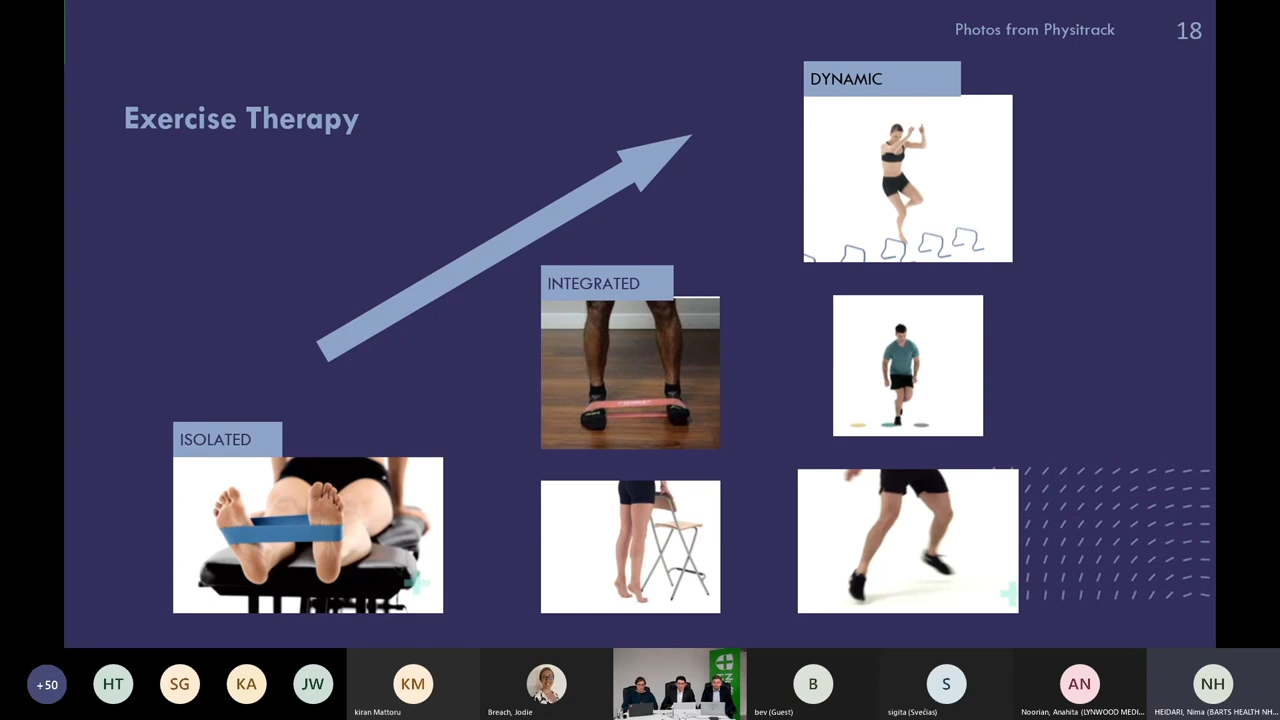 Photos from Physitrack
18
DYNAMIC
Exercise Therapy
INTEGRATED
ISOLATED
+50
HT
SG
KA
JW
KM
B
S
AN
NH
kiran Mattoru
Breach, Jodie
bev (Guest)
sigita (Svečias)
Noorian, Anahita (LYNWOOD MEDI...
HEIDARI, Nima (BARTS HEALTH NH...